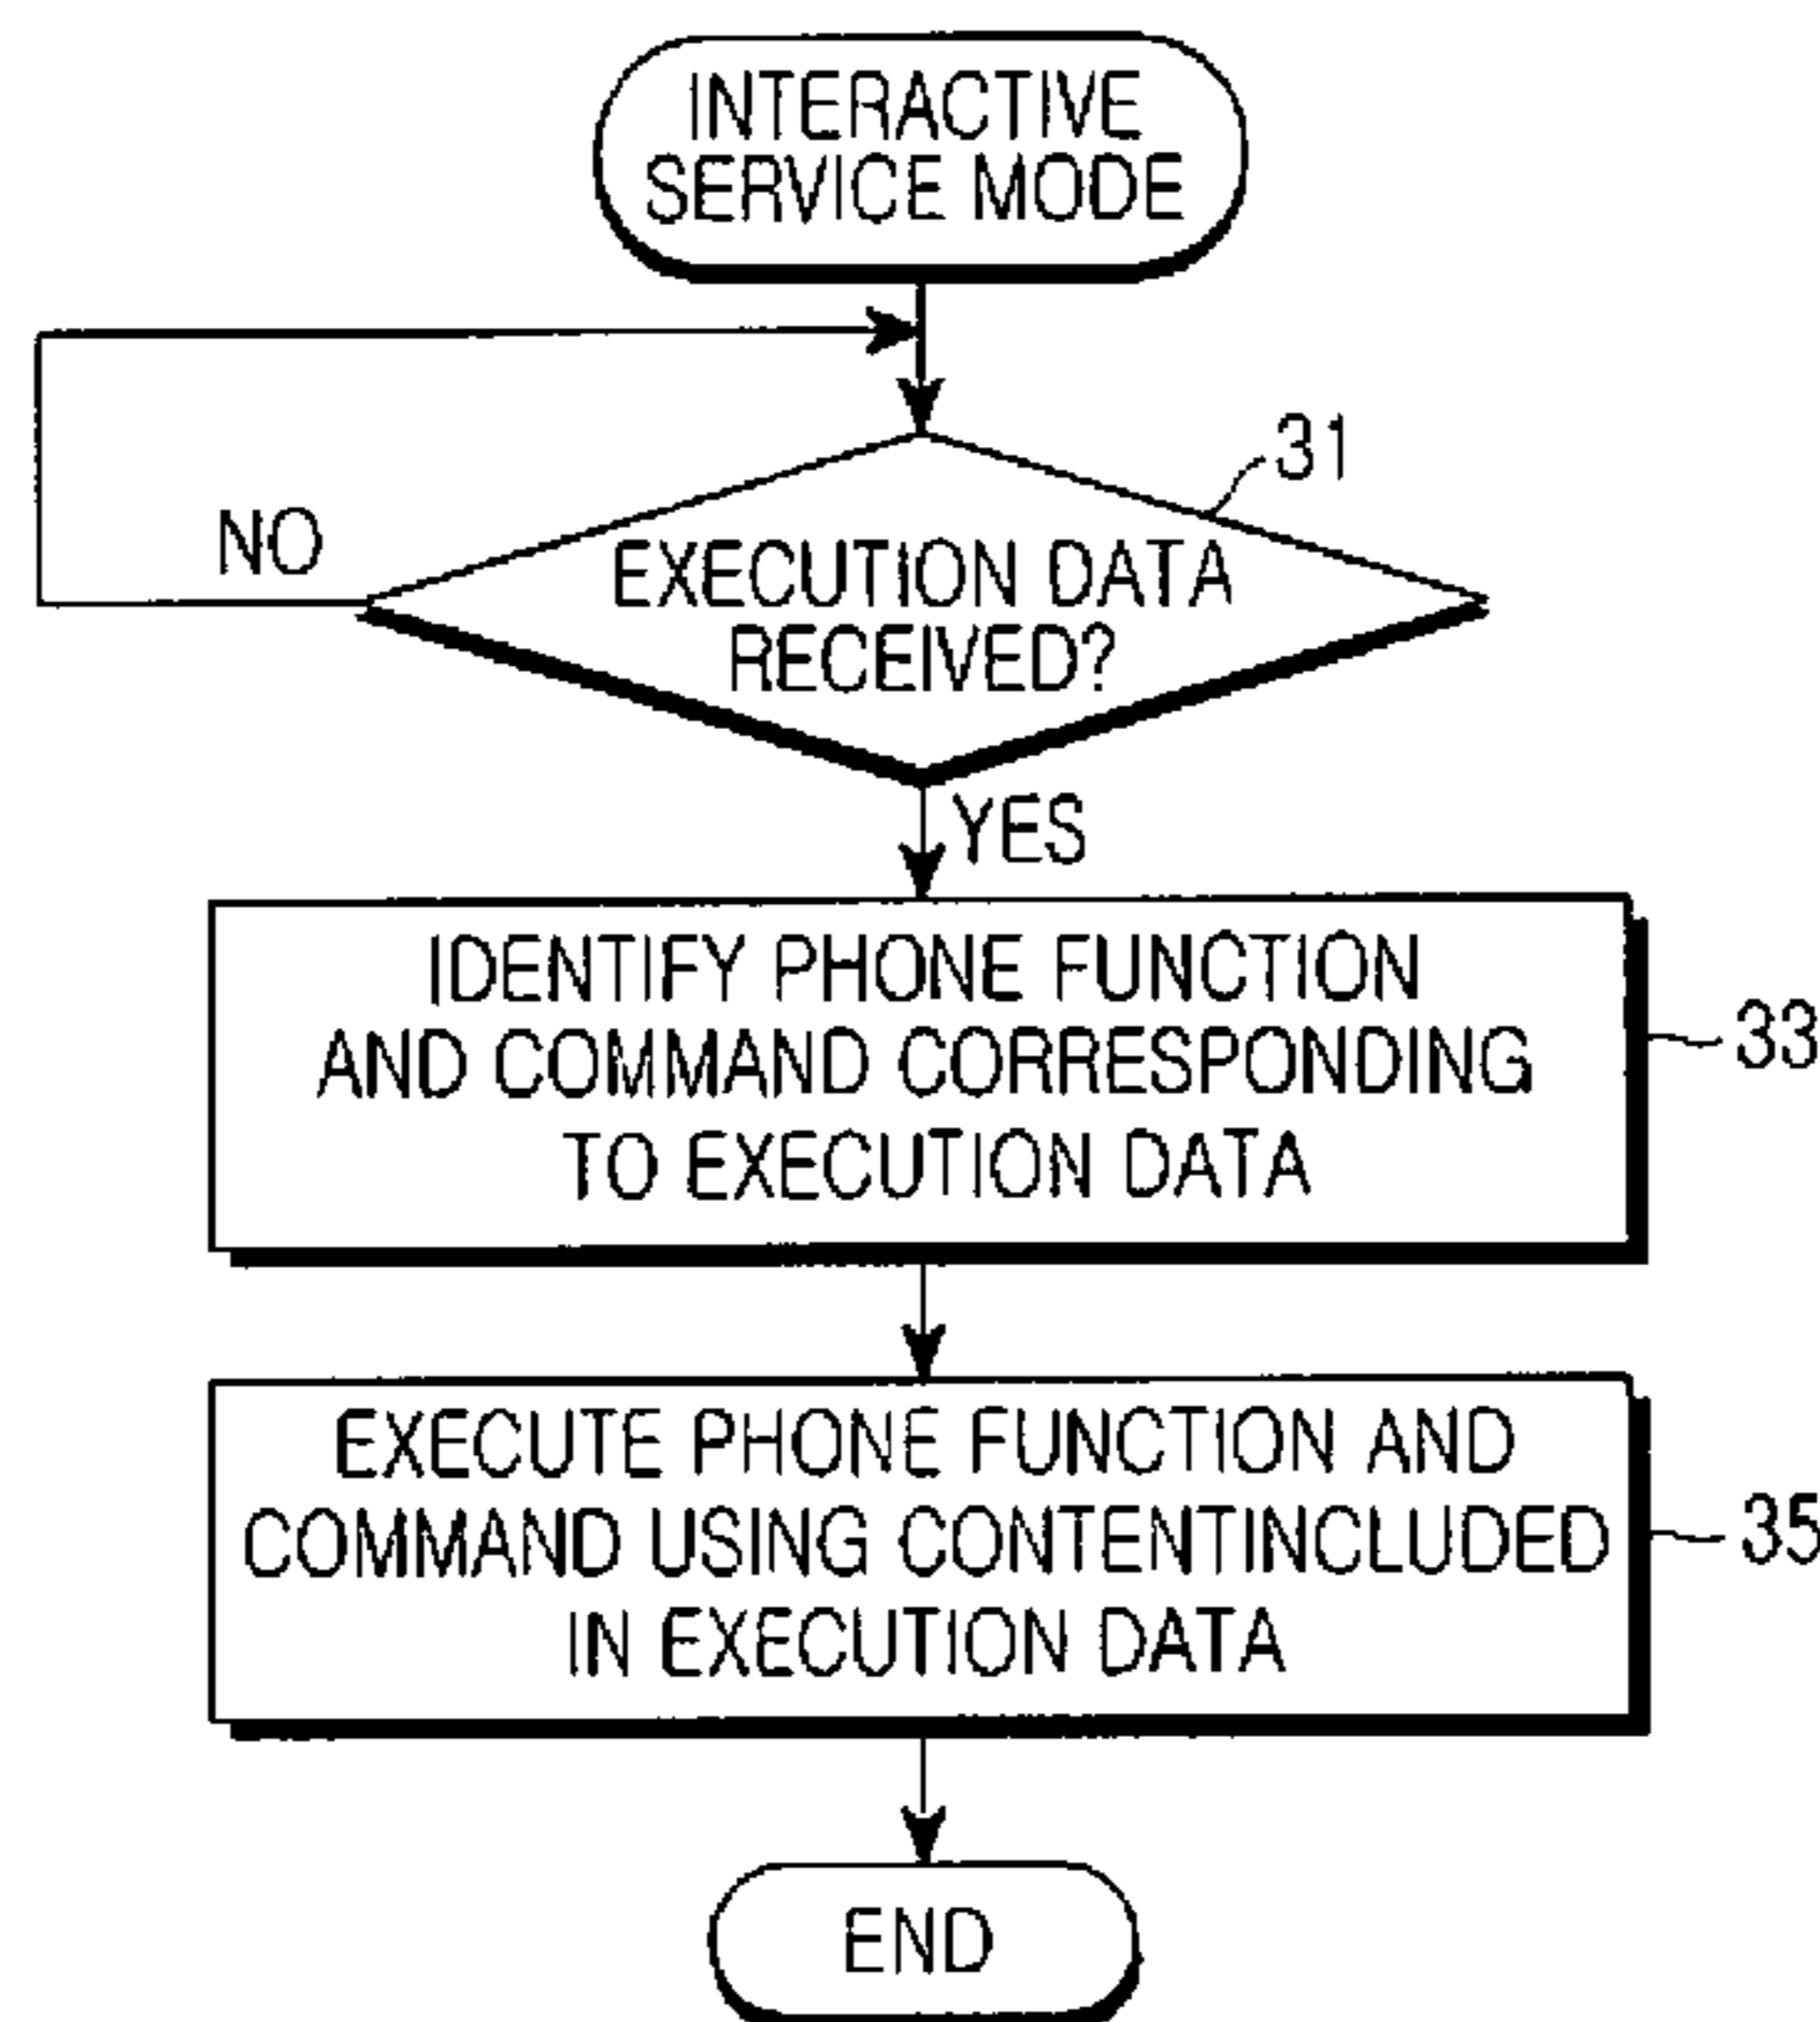 INTERACTIVE
SERVICE MODE
31
NO
EXECUTION DATA
RECEIVED?
YES
IDENTIFY PHONE FUNCTION
AND COMMAND CORRESPONDING
TO EXECUTION DATA
33
EXECUTE PHONE FUNCTION AND
COMMAND USING CONTENTINCLUDED
IN EXECUTION DATA
35
END